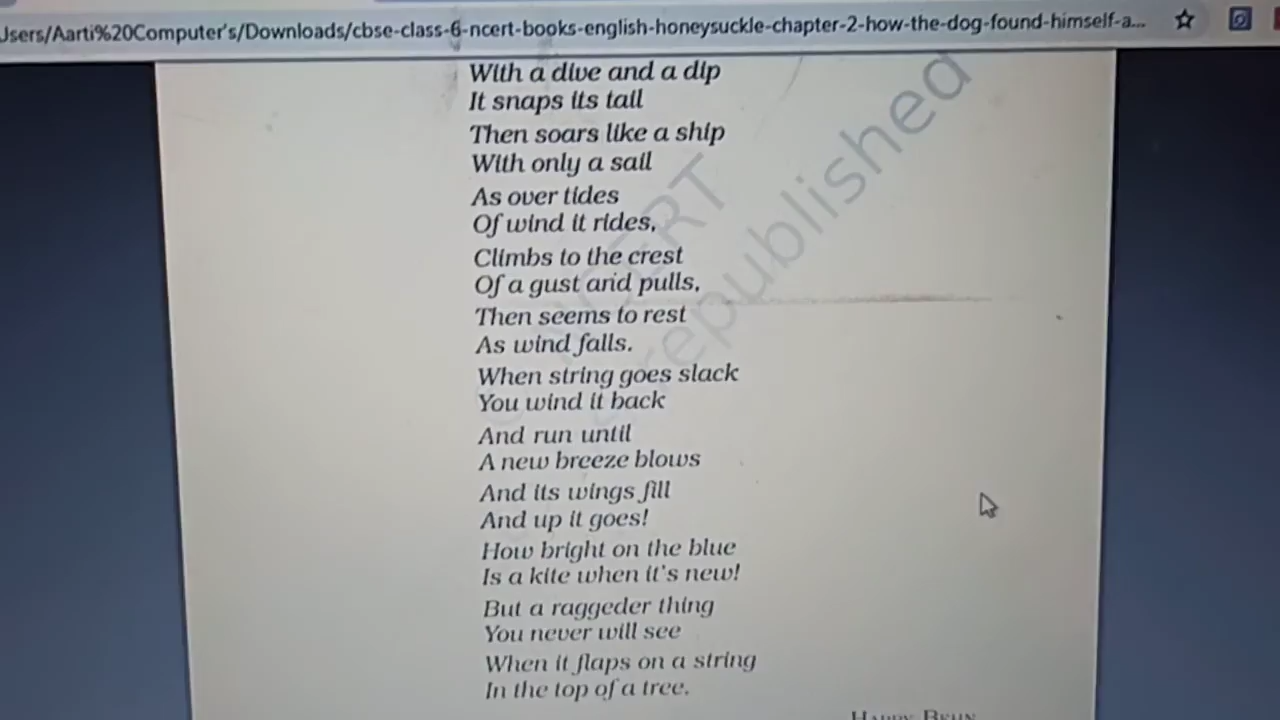 Users/Aarti%20Computer's/Downloads/cbse-class-6-ncert-books-english-honeysuckle-chapter-2-how-the-dog-found-himself-a...
With a dive and a dip
It snaps its tail
Then soars like a ship
With only a sail
As over tides
Of wind it rides,
Climbs to the crest
Of a gust and pulls,
Then seems to rest
As wind falls.
When string goes slack
You wind it back
And run until
A new breeze blows
And its wings fill
And up it goes!
How bright on the blue
Is a kite when it's new!
But a raggeder thing
You never will see
When it flaps on a string
In the top of a tree.
NCERT
republished